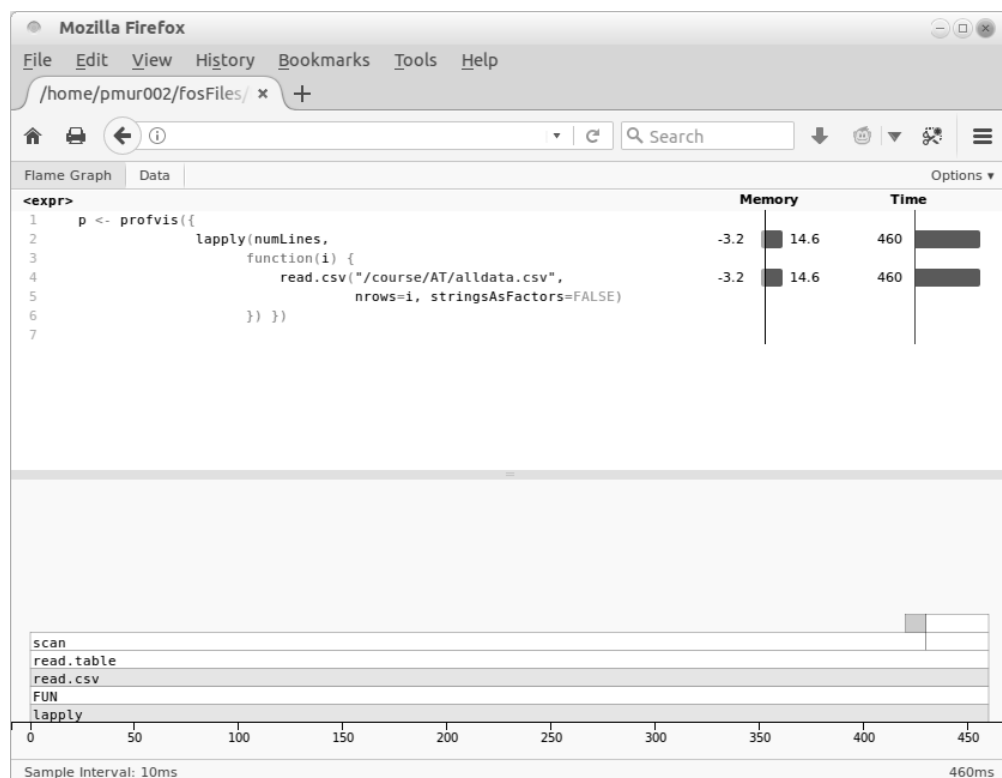 Mozilla Firefox
File Edit View History Bookmarks Tools Help
/home/pmur002/fosFiles/
Search
Flame Graph Data Options ▾
<expr> Memory Time
1 p <- profvis({
2 lapply(numLines, -3.2 14.6 460
3 function(i) {
4 read.csv("/course/AT/alldata.csv", -3.2 14.6 460
5 nrows=i, stringsAsFactors=FALSE)
6 }) })
7
scan
read.table
read.csv
FUN
lapply
0 50 100 150 200 250 300 350 400 450
Sample Interval: 10ms 460ms